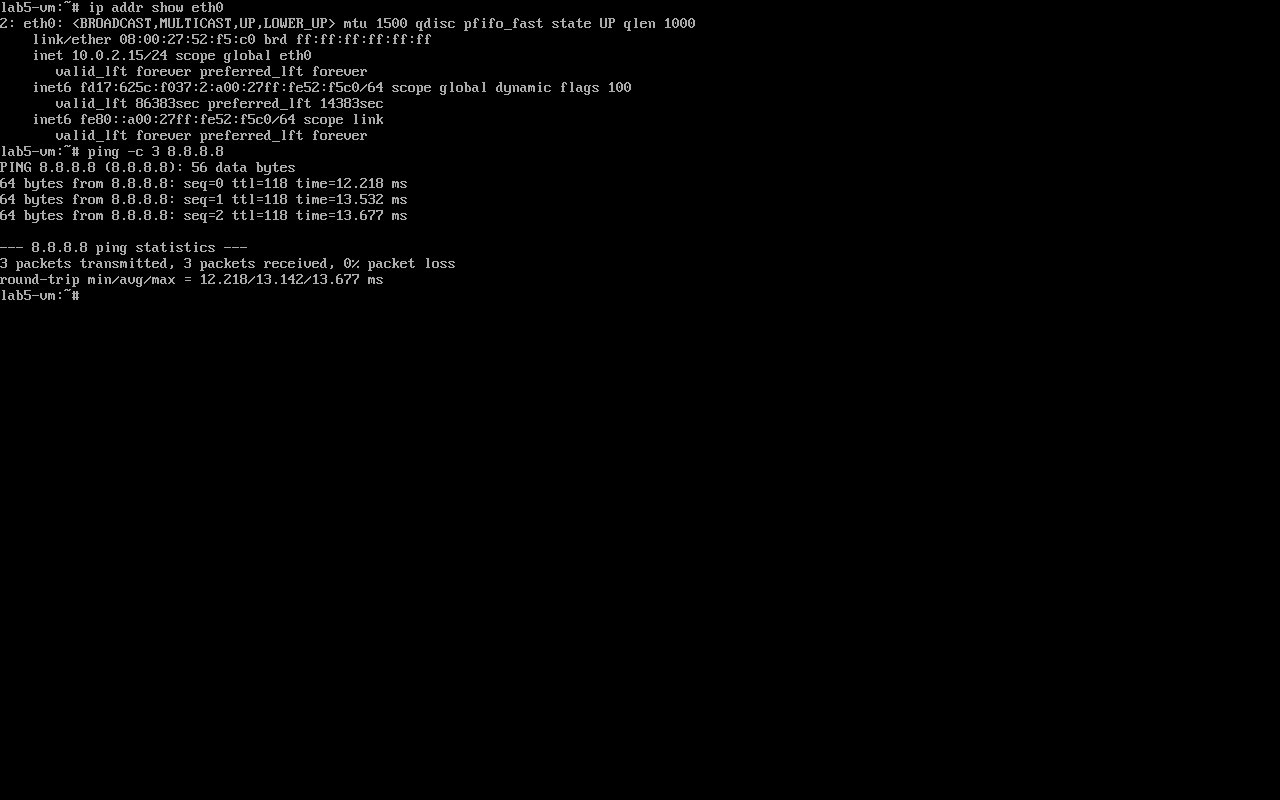 lab5-vm:~# ip addr show eth0
2: eth0: <BROADCAST,MULTICAST,UP,LOWER_UP> mtu 1500 qdisc pfifo_fast state UP qlen 1000
    link/ether 08:00:27:52:f5:c0 brd ff:ff:ff:ff:ff:ff
    inet 10.0.2.15/24 scope global eth0
       valid_lft forever preferred_lft forever
    inet6 fd17:625c:f037:2:a00:27ff:fe52:f5c0/64 scope global dynamic flags 100
       valid_lft 86383sec preferred_lft 14383sec
    inet6 fe80::a00:27ff:fe52:f5c0/64 scope link
       valid_lft forever preferred_lft forever
lab5-vm:~# ping -c 3 8.8.8.8
PING 8.8.8.8 (8.8.8.8): 56 data bytes
64 bytes from 8.8.8.8: seq=0 ttl=118 time=12.218 ms
64 bytes from 8.8.8.8: seq=1 ttl=118 time=13.532 ms
64 bytes from 8.8.8.8: seq=2 ttl=118 time=13.677 ms

--- 8.8.8.8 ping statistics ---
3 packets transmitted, 3 packets received, 0% packet loss
round-trip min/avg/max = 12.218/13.142/13.677 ms
lab5-vm:~#